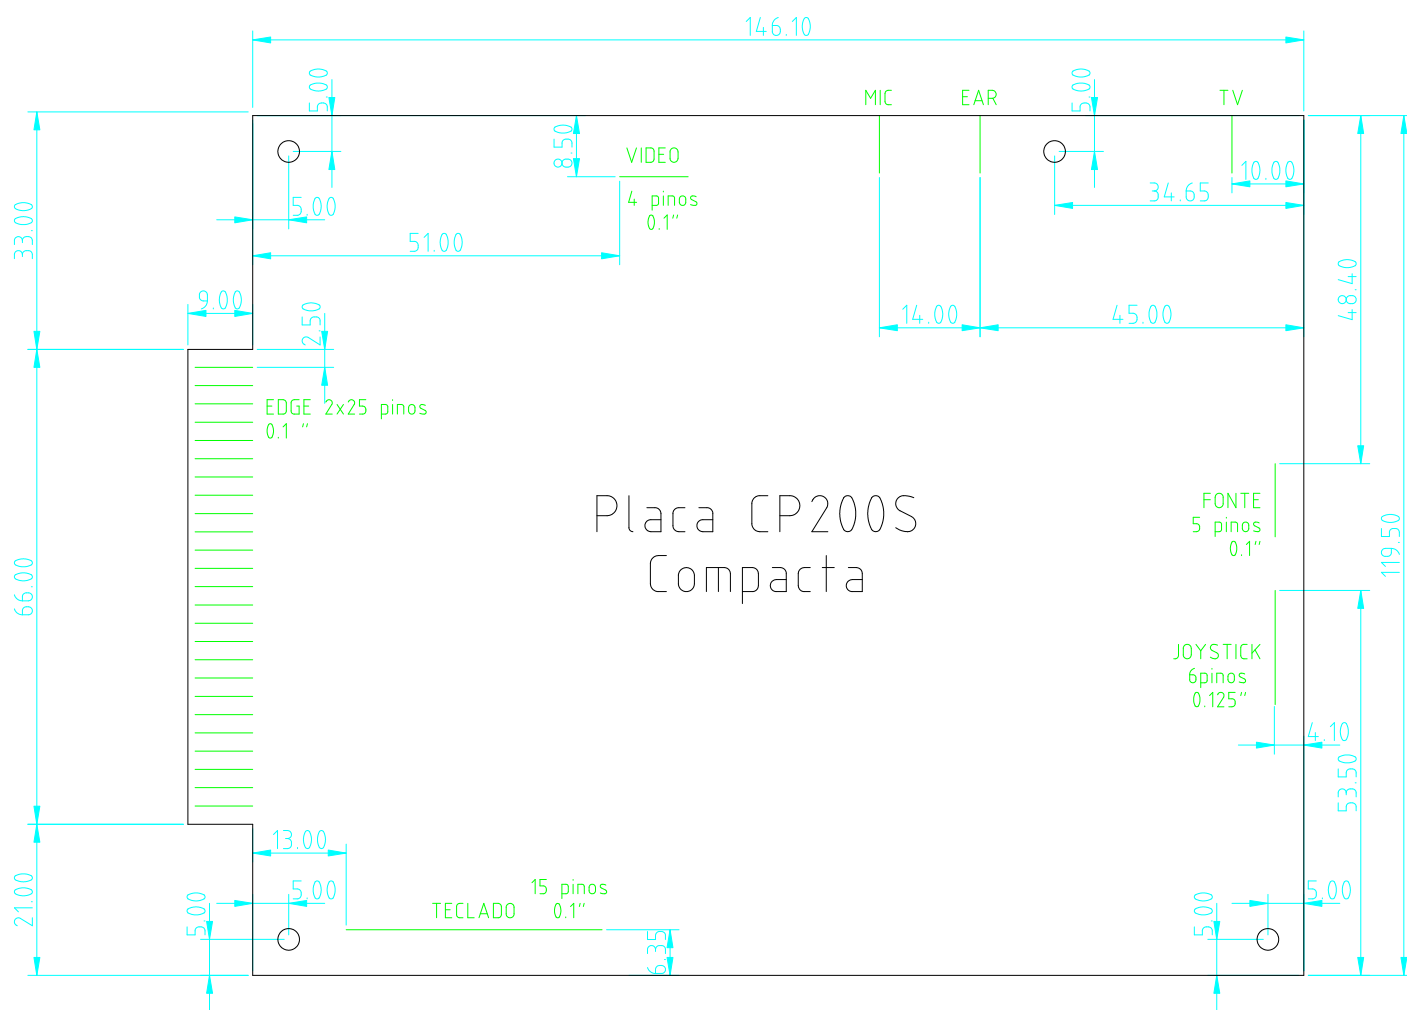 146.10
5.00
MIC
EAR
5.00
TV
8.50
VIDEO
4 pinos
0.1"
10.00
34.65
5.00
33.00
51.00
48.40
9.00
2.50
14.00
45.00
EDGE 2x25 pinos
0.1 "
Placa CP200S
Compacta
FONTE
5 pinos
0.1"
119.50
66.00
JOYSTICK
6pinos
0.125"
4.10
53.50
13.00
21.00
5.00
5.00
15 pinos
TECLADO 0.1"
6.35
5.00
5.00